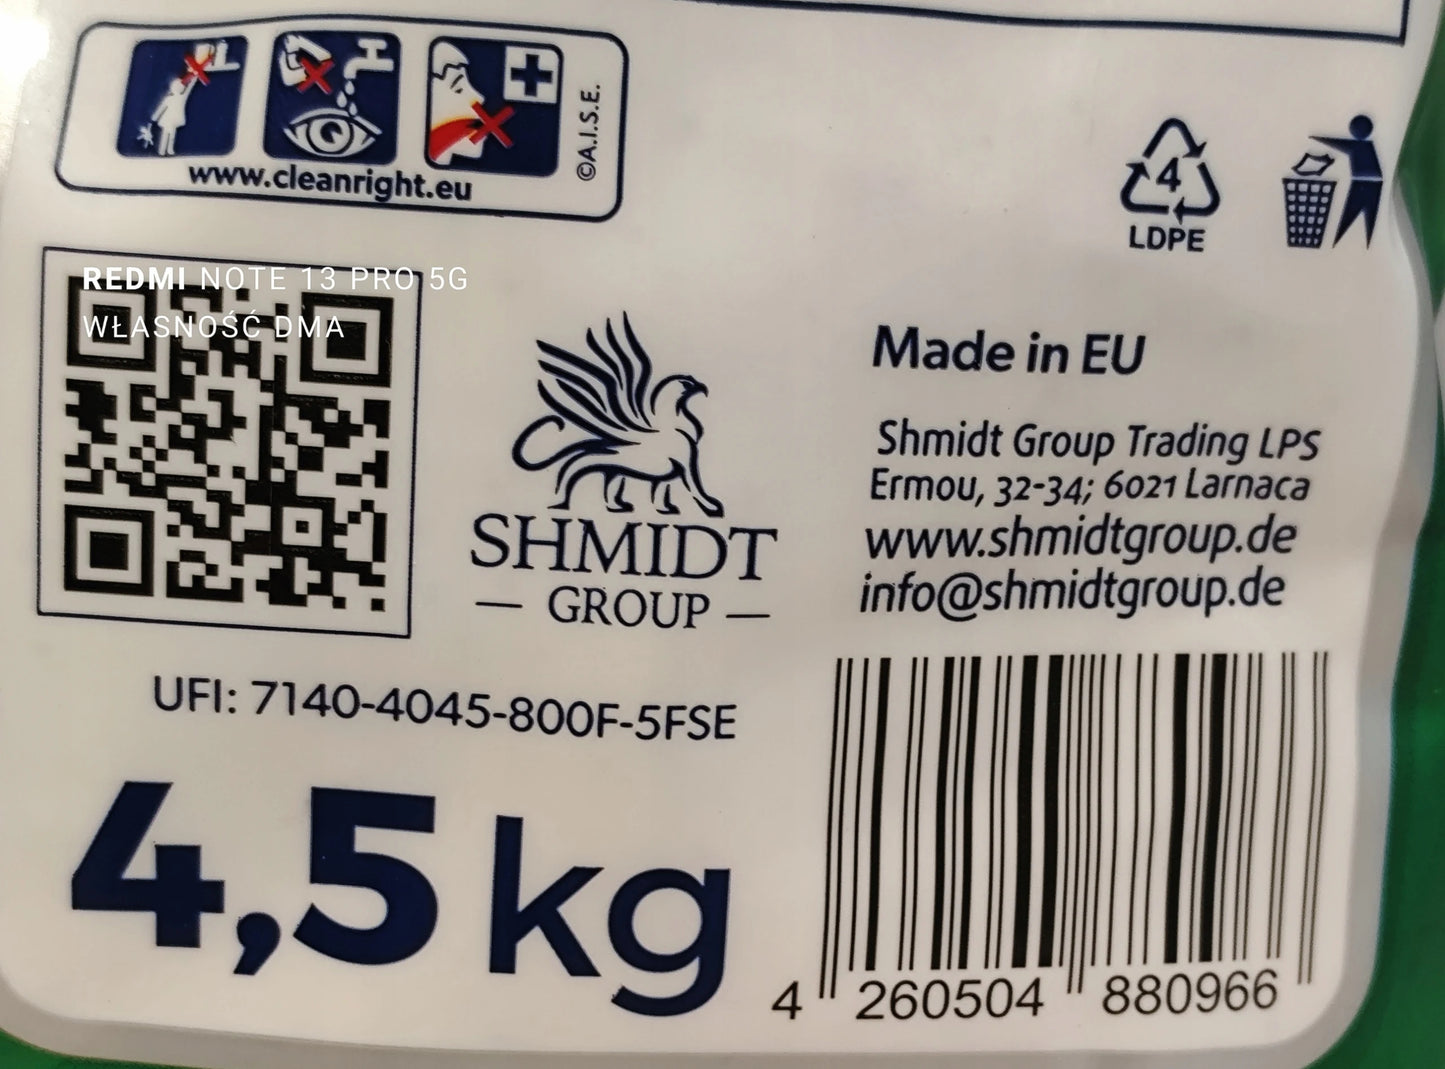 ©A.I.S.E.
www.cleanright.eu
4
LDPE
REDMI NOTE 13 PRO 5G
WŁASNOŚĆ DMA
SHMIDT
— GROUP —
Made in EU
Shmidt Group Trading LPS
Ermou, 32-34; 6021 Larnaca
www.shmidtgroup.de
info@shmidtgroup.de
UFI: 7140-4045-800F-5FSE
4,5 kg
4 260504 880966